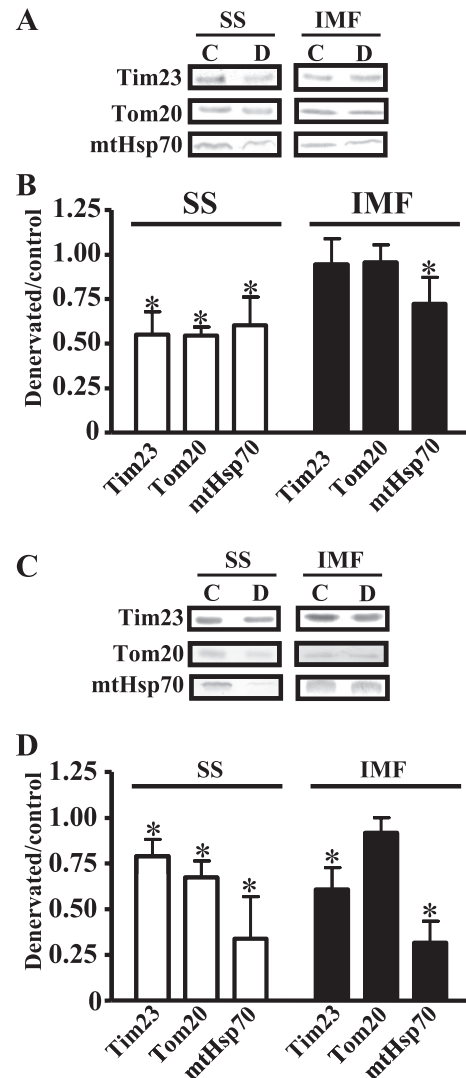 A
SS IMF
C D C D
Tim23
Tom20
mtHsp70
B
SS IMF
Denervated/control
1.25
1.00
0.75
0.50
0.25
0
* * * *
Tim23 Tom20 mtHsp70 Tim23 Tom20 mtHsp70
C
SS IMF
C D C D
Tim23
Tom20
mtHsp70
D
SS IMF
Denervated/control
1.25
1.00
0.75
0.50
0.25
0
* * * * *
Tim23 Tom20 mtHsp70 Tim23 Tom20 mtHsp70